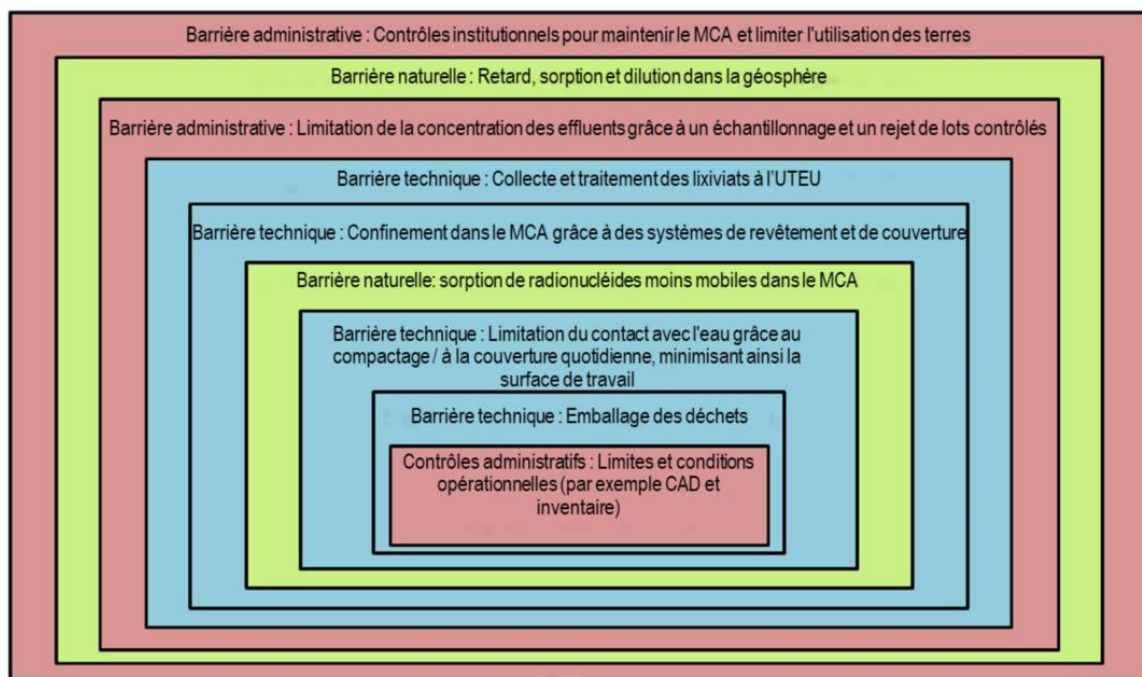 Barrière administrative : Contrôles institutionnels pour maintenir le MCA et limiter l'utilisation des terres
Barrière naturelle : Retard, sorption et dilution dans la géosphère
Barrière administrative : Limitation de la concentration des effluents grâce à un échantillonnage et un rejet de lots contrôlés
Barrière technique : Collecte et traitement des lixiviats à l'UTEU
Barrière technique : Confinement dans le MCA grâce à des systèmes de revêtement et de couverture
Barrière naturelle: sorption de radionucléides moins mobiles dans le MCA
Barrière technique : Limitation du contact avec l'eau grâce au
compactage / à la couverture quotidienne, minimisant ainsi la
surface de travail
Barrière technique : Emballage des déchets
Contrôles administratifs : Limites et conditions
opérationnelles (par exemple CAD et
inventaire)